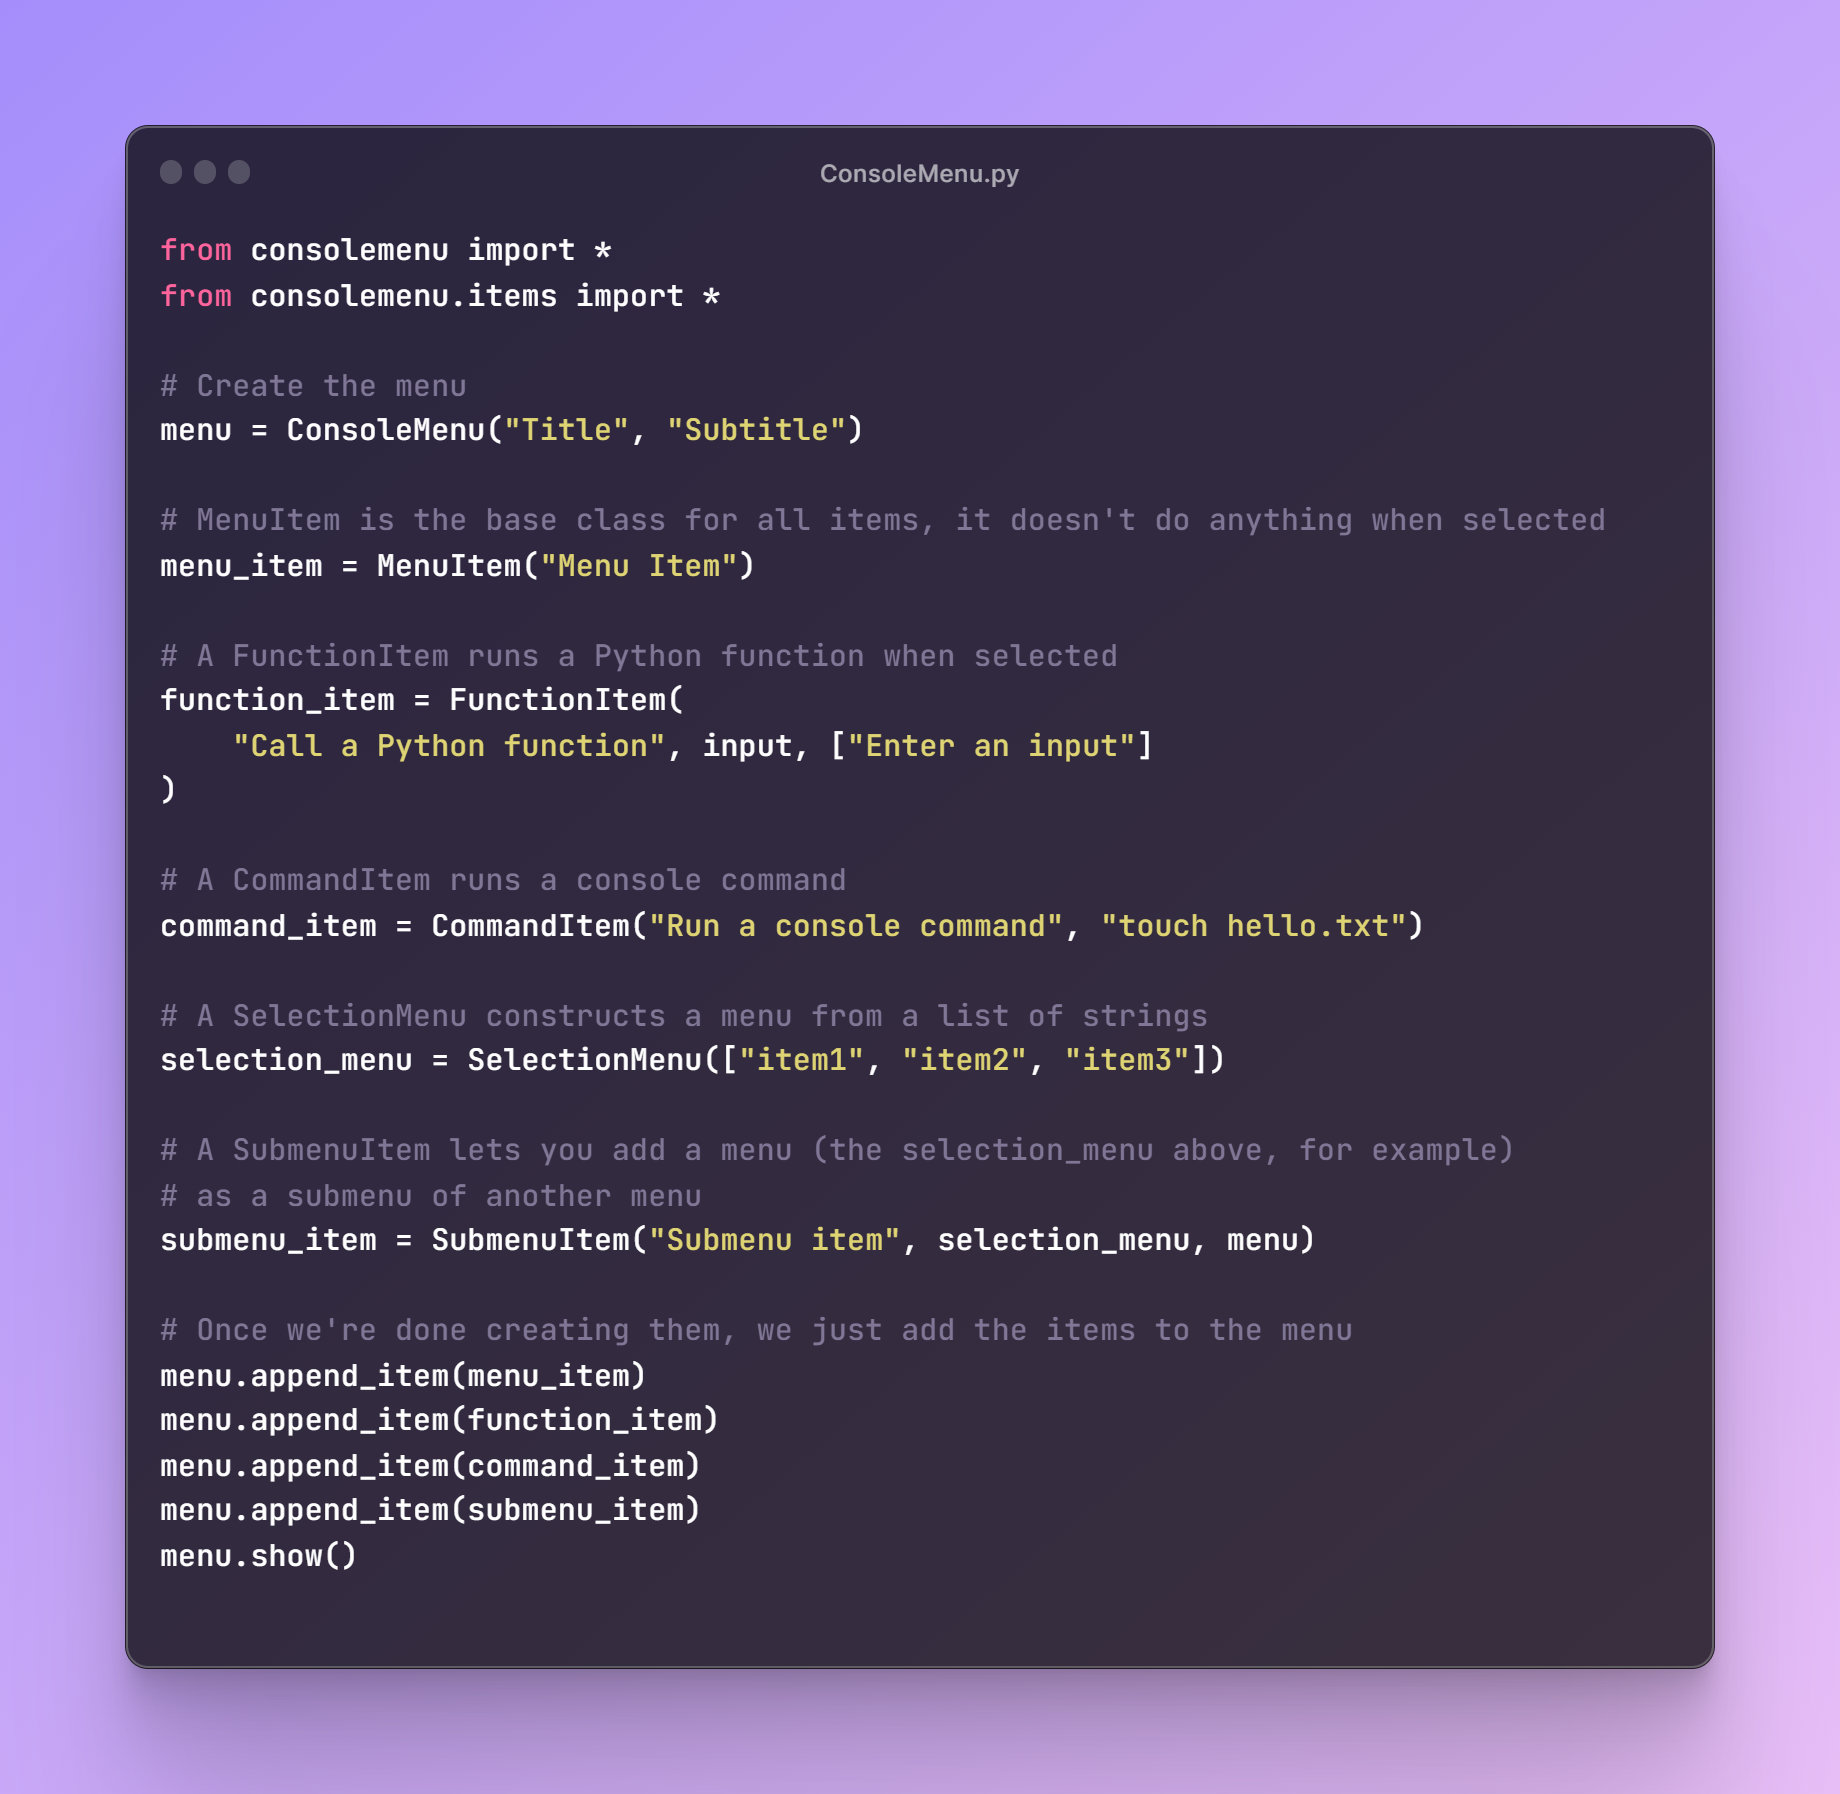 ConsoleMenu.py
from consolemenu import *
from consolemenu.items import *
# Create the menu
menu = ConsoleMenu("Title", "Subtitle")
# MenuItem is the base class for all items, it doesn't do anything when selected
menu_item = MenuItem("Menu Item")
# A FunctionItem runs a Python function when selected
function_item = FunctionItem(
    "Call a Python function", input, ["Enter an input"]
)
# A CommandItem runs a console command
command_item = CommandItem("Run a console command", "touch hello.txt")
# A SelectionMenu constructs a menu from a list of strings
selection_menu = SelectionMenu(["item1", "item2", "item3"])
# A SubmenuItem lets you add a menu (the selection_menu above, for example)
# as a submenu of another menu
submenu_item = SubmenuItem("Submenu item", selection_menu, menu)
# Once we're done creating them, we just add the items to the menu
menu.append_item(menu_item)
menu.append_item(function_item)
menu.append_item(command_item)
menu.append_item(submenu_item)
menu.show()